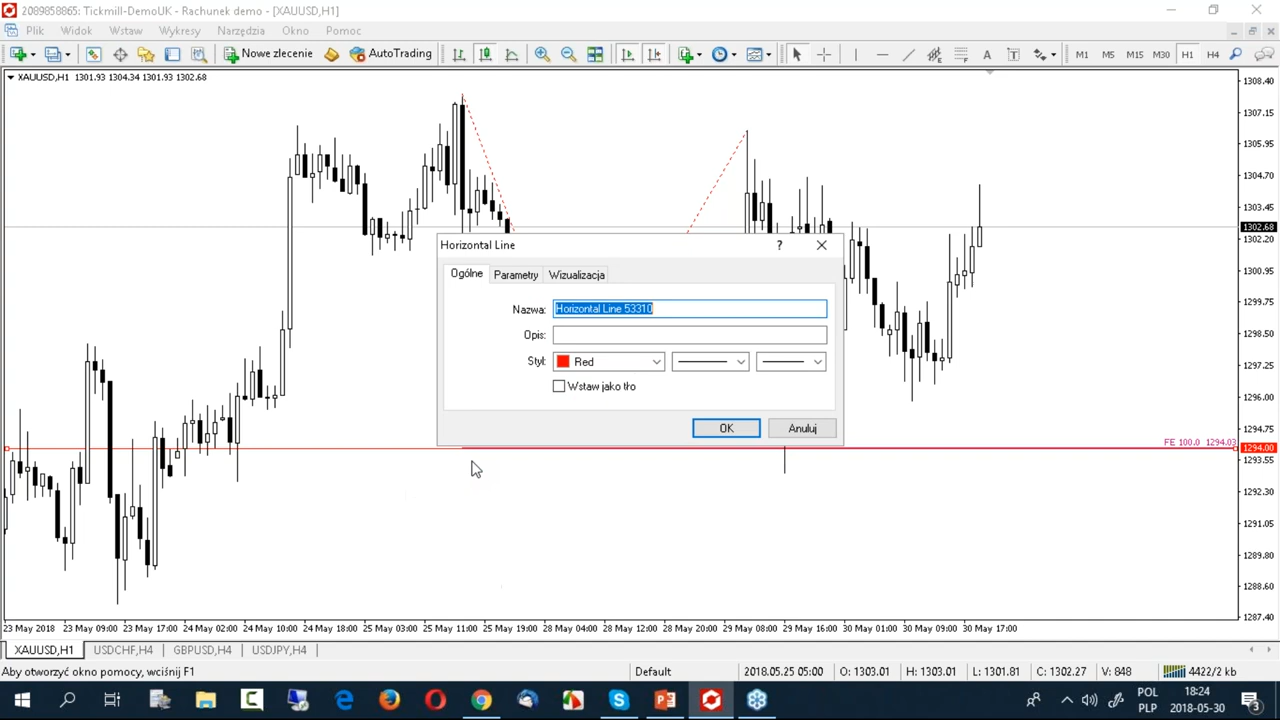 2089858865: Tickmill-DemoUK - Rachunek demo - [XAUUSD,H1]
Plik Widok Wstaw Wykresy Narzędzia Okno Pomoc
Nowe zlecenie AutoTrading A T M1 M5 M15 M30 H1 H4
XAUUSD,H1 1301.93 1304.34 1301.93 1302.68
1308.40
1307.15
1305.95
1304.70
1303.45
1302.68
1302.20
1300.95
1299.75
1298.50
1297.25
1296.00
1294.75
FE 100.0 1294.03
1294.00
1293.55
1292.30
1291.05
1289.80
1288.60
1287.40
Horizontal Line ?
Ogólne Parametry Wizualizacja
Nazwa: Horizontal Line 53310
Opis:
Styl: Red
Wstaw jako tło
OK Anuluj
23 May 2018 23 May 09:00 23 May 17:00 24 May 02:00 24 May 10:00 24 May 18:00 25 May 03:00 25 May 11:00 25 May 19:00 28 May 04:00 28 May 12:00 28 May 20:00 29 May 08:00 29 May 16:00 30 May 01:00 30 May 09:00 30 May 17:00
XAUUSD,H1 USDCHF,H4 GBPUSD,H4 USDJPY,H4
Aby otworzyć okno pomocy, wciśnij F1 Default 2018.05.25 05:00 O: 1303.01 H: 1303.01 L: 1301.81 C: 1302.27 V: 848 4422/2 kb
POL 18:24
PLP 2018-05-30 3